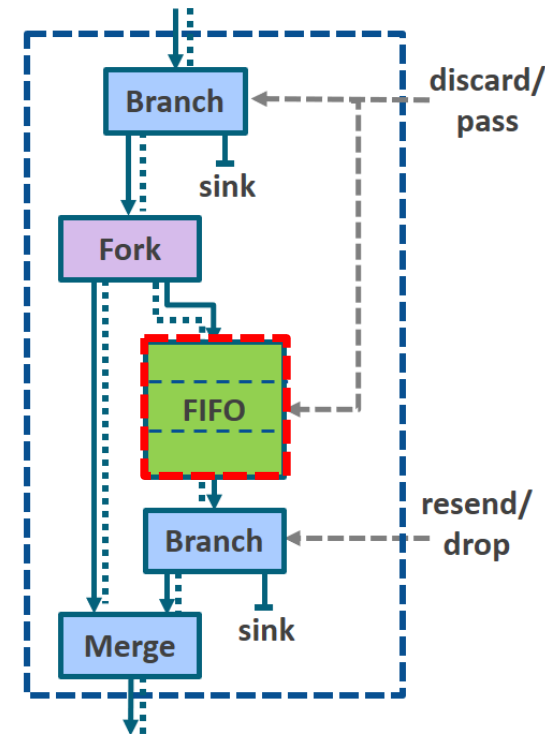 discard/
pass
Branch
sink
Fork
FIFO
resend/
drop
Branch
sink
Merge